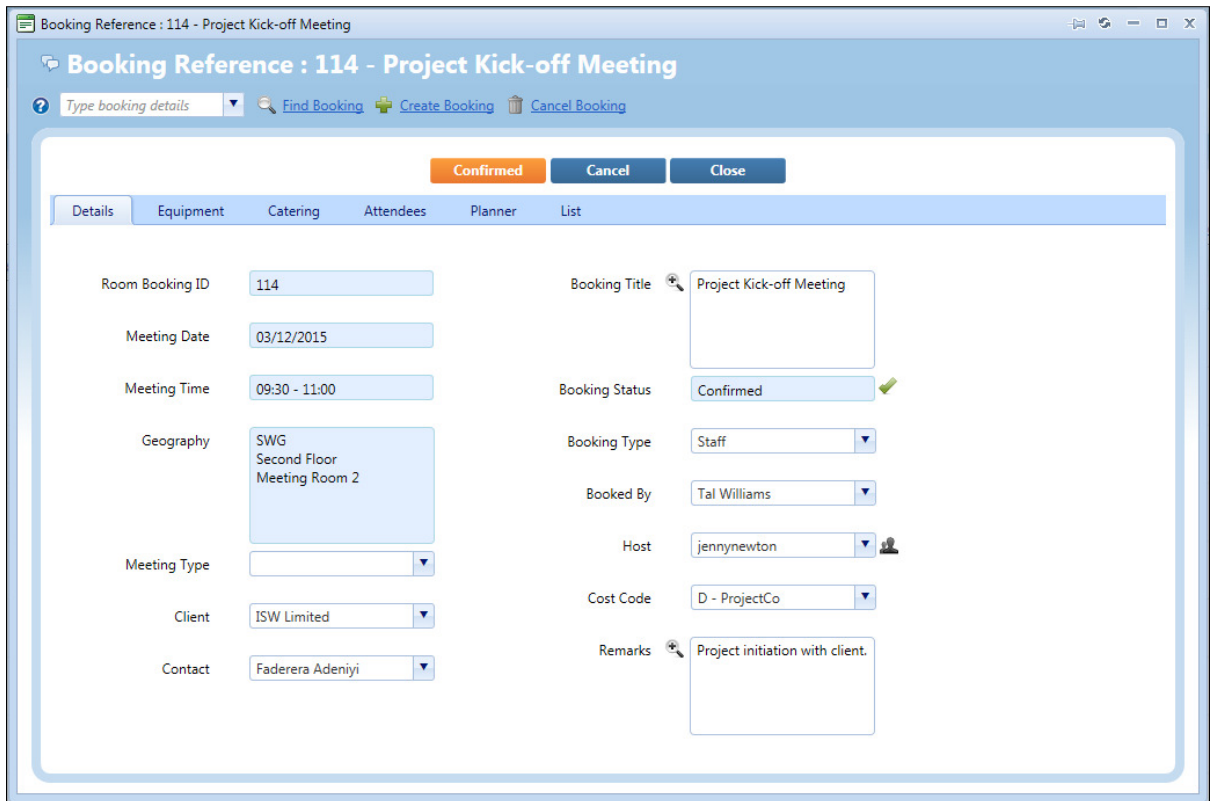 Booking Reference : 114 - Project Kick-off Meeting
Booking Reference : 114 - Project Kick-off Meeting
Type booking details Find Booking Create Booking Cancel Booking
Confirmed Cancel Close
Details Equipment Catering Attendees Planner List
Room Booking ID 114
Meeting Date 03/12/2015
Meeting Time 09:30 - 11:00
Geography SWG
Second Floor
Meeting Room 2
Meeting Type
Client ISW Limited
Contact Faderera Adeniyi
Booking Title Project Kick-off Meeting
Booking Status Confirmed
Booking Type Staff
Booked By Tal Williams
Host jennynewton
Cost Code D - ProjectCo
Remarks Project initiation with client.